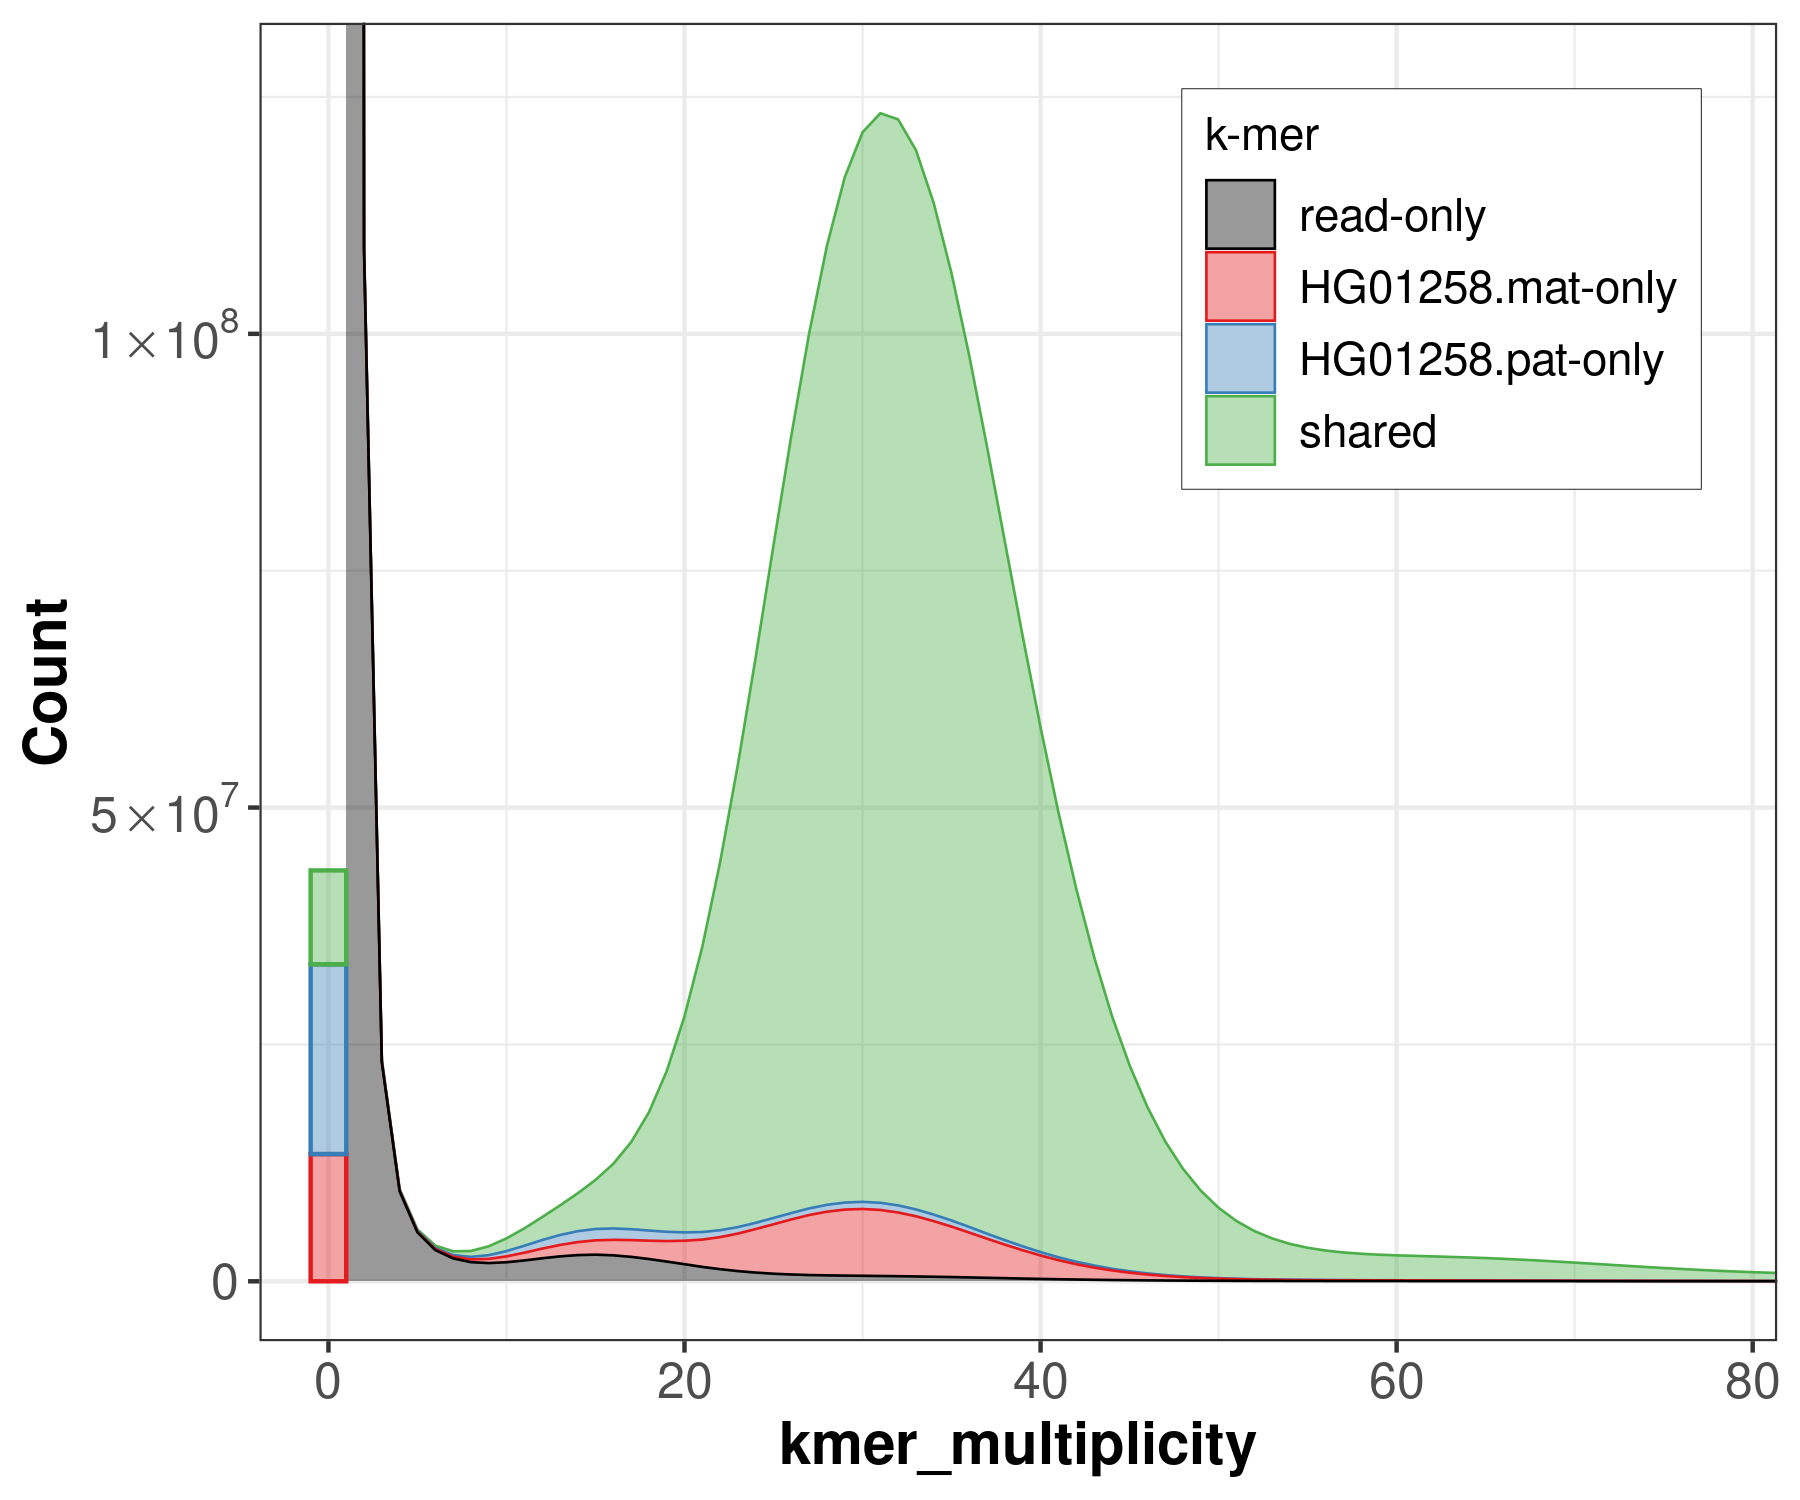 k-mer
read-only
HG01258.mat-only
HG01258.pat-only
shared
Count
1×10⁸
5×10⁷
0
0 20 40 60 80
kmer_multiplicity